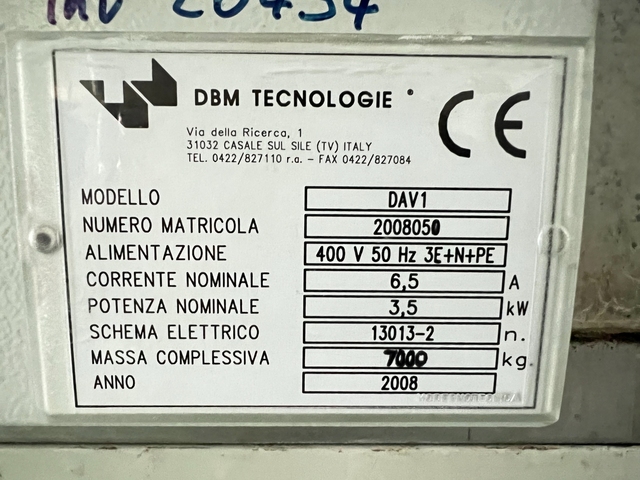 INV 20434
DBM TECNOLOGIE ®
CE
Via della Ricerca, 1
31032 CASALE SUL SILE (TV) ITALY
TEL. 0422/827110 r.a. - FAX 0422/827084
MODELLO DAV1
NUMERO MATRICOLA 2008050
ALIMENTAZIONE 400 V 50 Hz 3E+N+PE
CORRENTE NOMINALE 6,5 A
POTENZA NOMINALE 3,5 kW
SCHEMA ELETTRICO 13013-2 n.
MASSA COMPLESSIVA 7000 kg.
ANNO 2008